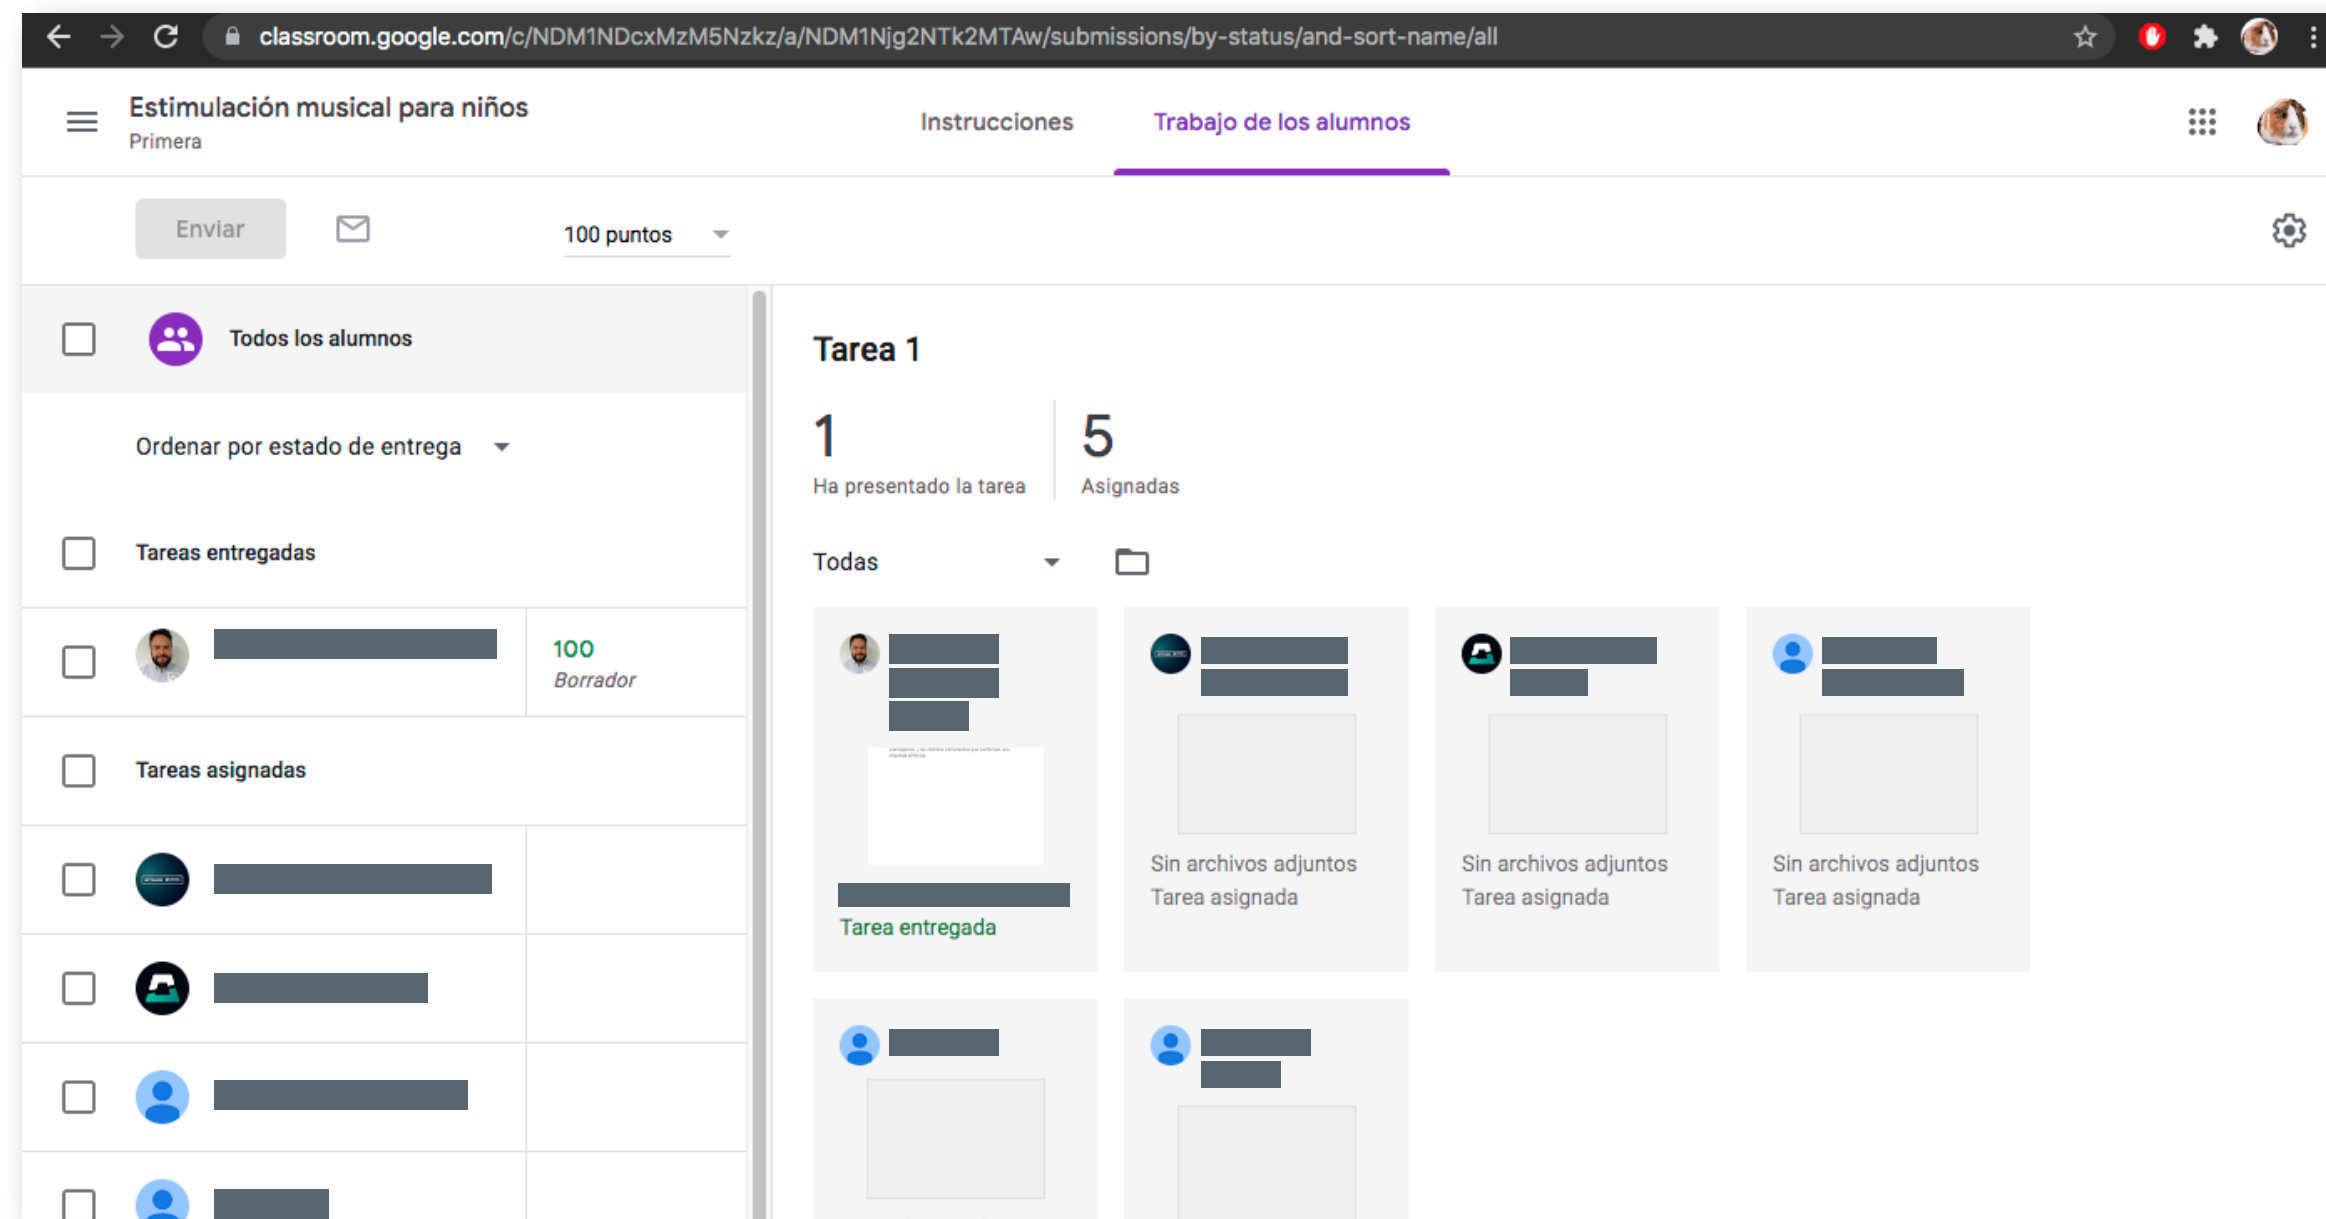 classroom.google.com/c/NDM1NDcxMzM5Nzkz/a/NDM1Njg2NTk2MTAw/submissions/by-status/and-sort-name/all
Estimulación musical para niños
Primera
Instrucciones
Trabajo de los alumnos
Enviar
100 puntos
Todos los alumnos
Ordenar por estado de entrega
Tareas entregadas
100
Borrador
Tareas asignadas
Tarea 1
1
Ha presentado la tarea
5
Asignadas
Todas
Tarea entregada
Sin archivos adjuntos
Tarea asignada
Sin archivos adjuntos
Tarea asignada
Sin archivos adjuntos
Tarea asignada